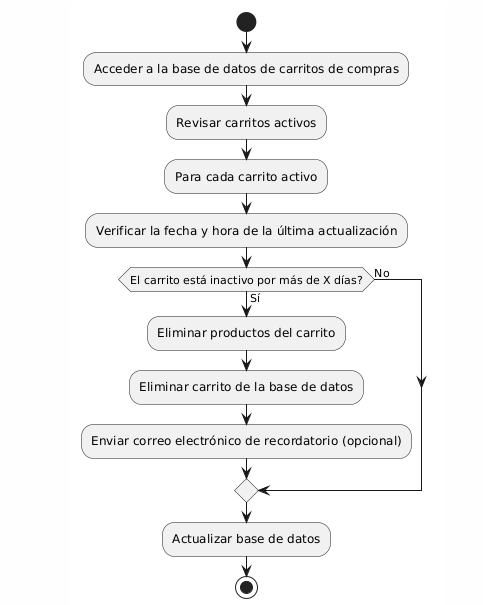 Acceder a la base de datos de carritos de compras
Revisar carritos activos
Para cada carrito activo
Verificar la fecha y hora de la última actualización
El carrito está inactivo por más de X días?
No
Sí
Eliminar productos del carrito
Eliminar carrito de la base de datos
Enviar correo electrónico de recordatorio (opcional)
Actualizar base de datos